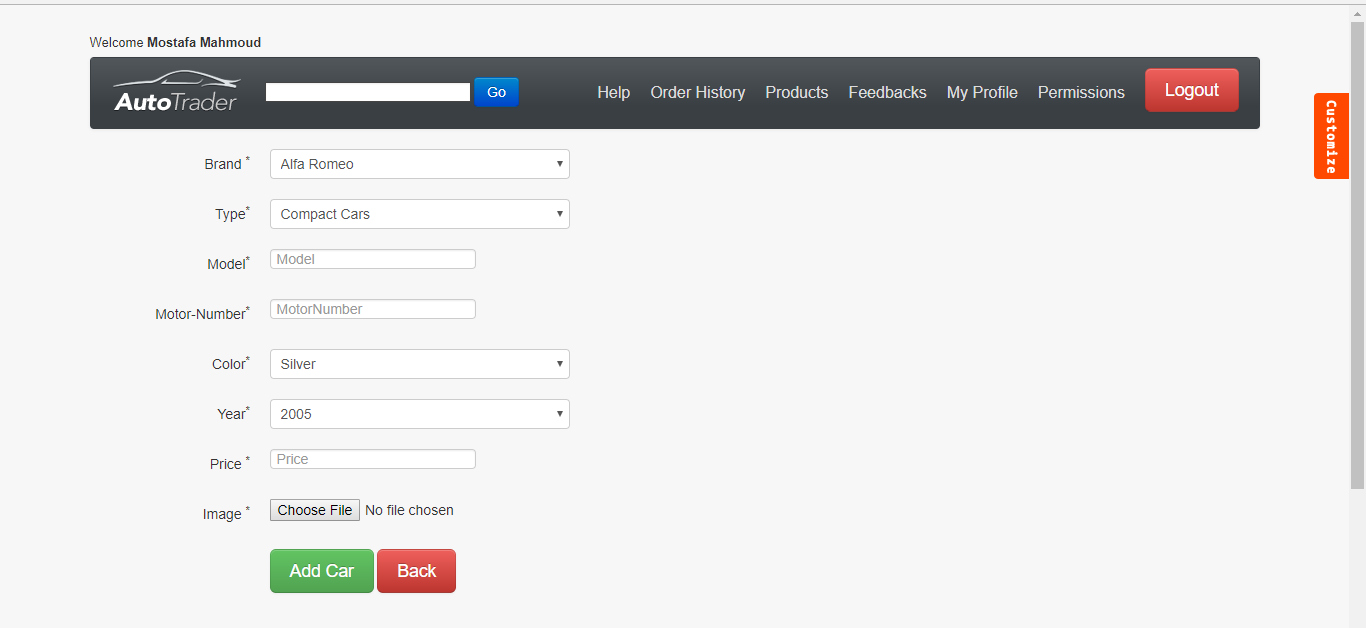 Welcome Mostafa Mahmoud
AutoTrader Go Help Order History Products Feedbacks My Profile Permissions Logout
Customize
Brand * Alfa Romeo
Type* Compact Cars
Model* Model
Motor-Number* MotorNumber
Color* Silver
Year* 2005
Price * Price
Image * Choose File No file chosen
Add Car Back